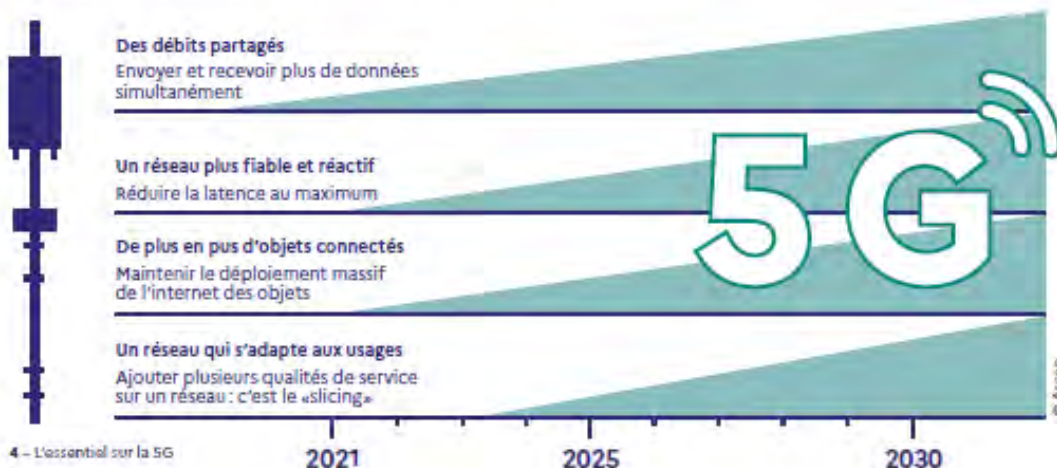 Des débits partagés
Envoyer et recevoir plus de données
simultanément
Un réseau plus fiable et réactif
Réduire la latence au maximum
De plus en pus d'objets connectés
Maintenir le déploiement massif
de l'internet des objets
Un réseau qui s'adapte aux usages
Ajouter plusieurs qualités de service
sur un réseau : c'est le «slicing»
5G
4 – L'essentiel sur la 5G
2021
2025
2030